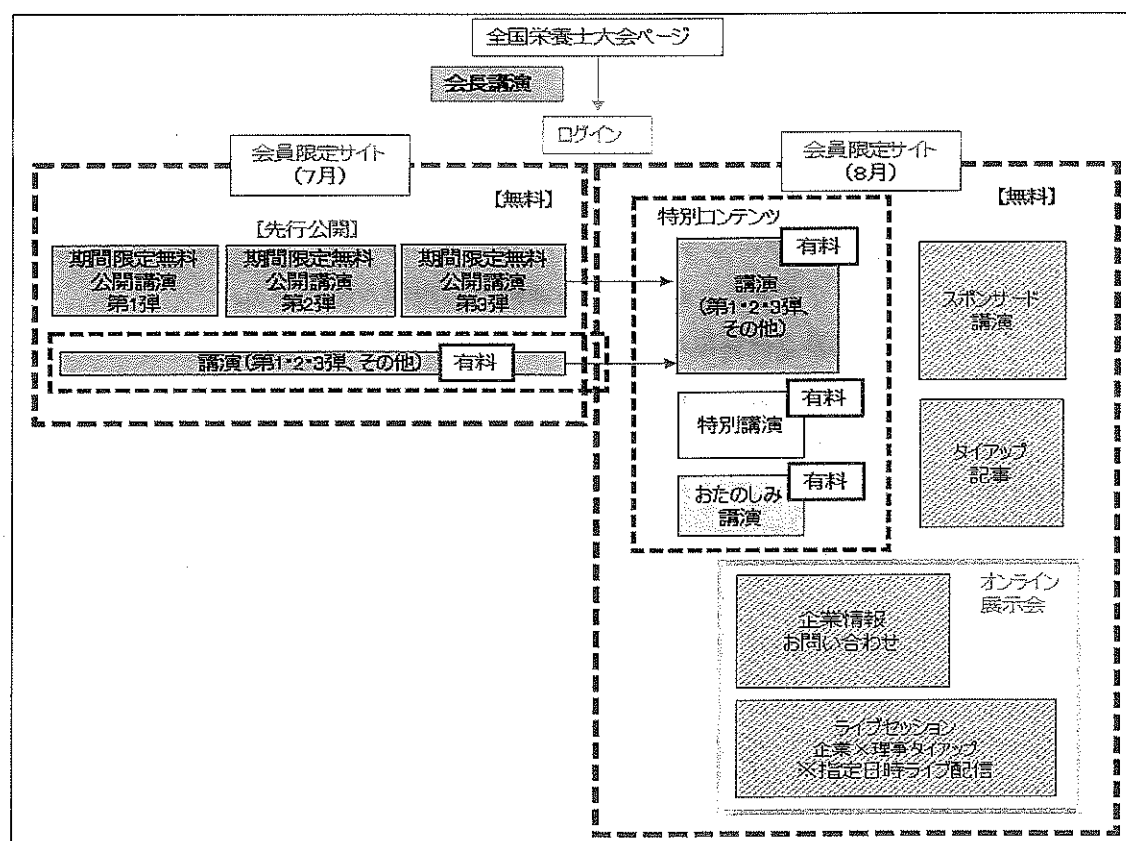 全国栄養士大会ページ
会長講演
ログイン
会員限定サイト
(7月)
【無料】
[先行公開]
期間限定無料
公開講演
第1弾
期間限定無料
公開講演
第2弾
期間限定無料
公開講演
第3弾
講演(第1・2・3弾、その他)
有料
会員限定サイト
(8月)
【無料】
特別コンテンツ
有料
講演
(第1・2・3弾、
その他)
有料
特別講演
有料
おたのしみ
講演
スポンサード
講演
タイアップ
記事
オンライン
展示会
企業情報
お問い合わせ
ライブセッション
企業×理事タイアップ
※指定日時ライブ配信